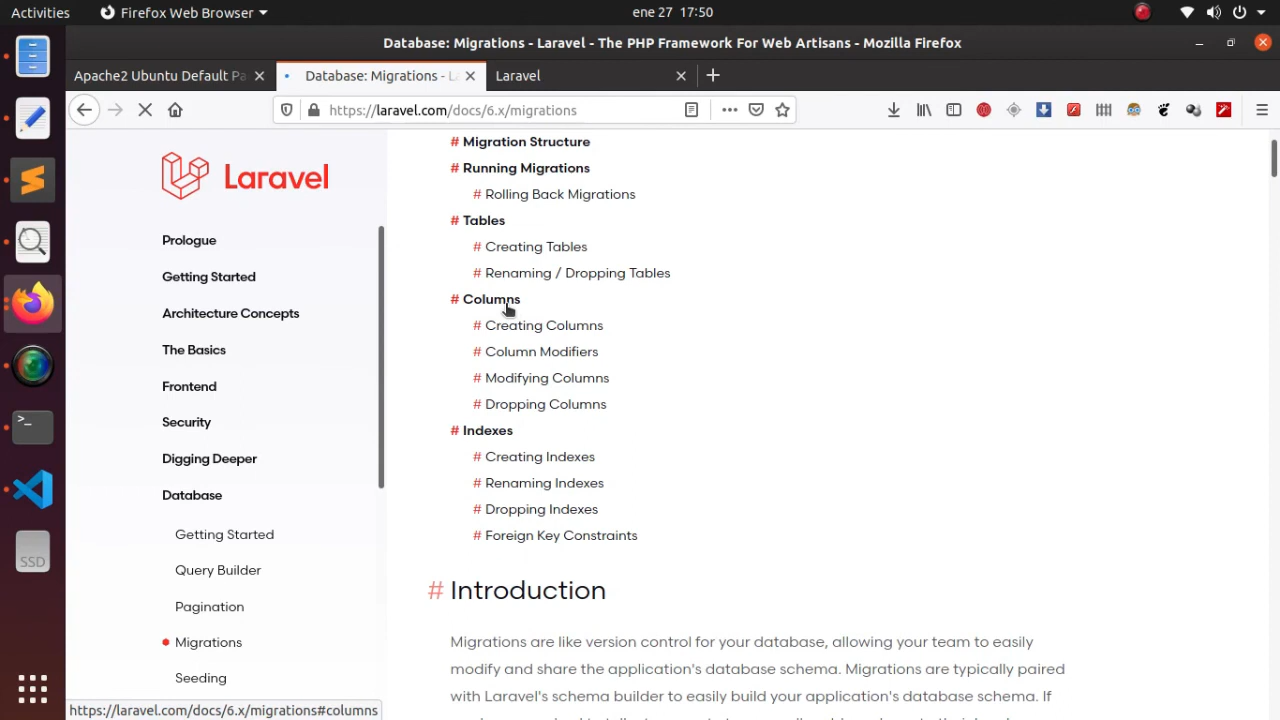 Activities
Firefox Web Browser
ene 27 17:50
Database: Migrations - Laravel - The PHP Framework For Web Artisans - Mozilla Firefox
Apache2 Ubuntu Default Pa
Database: Migrations - La
Laravel
https://laravel.com/docs/6.x/migrations
Laravel
Prologue
Getting Started
Architecture Concepts
The Basics
Frontend
Security
Digging Deeper
Database
Getting Started
Query Builder
Pagination
Migrations
Seeding
# Migration Structure
# Running Migrations
# Rolling Back Migrations
# Tables
# Creating Tables
# Renaming / Dropping Tables
# Columns
# Creating Columns
# Column Modifiers
# Modifying Columns
# Dropping Columns
# Indexes
# Creating Indexes
# Renaming Indexes
# Dropping Indexes
# Foreign Key Constraints
# Introduction
Migrations are like version control for your database, allowing your team to easily
modify and share the application's database schema. Migrations are typically paired
with Laravel's schema builder to easily build your application's database schema. If
SSD
https://laravel.com/docs/6.x/migrations#columns